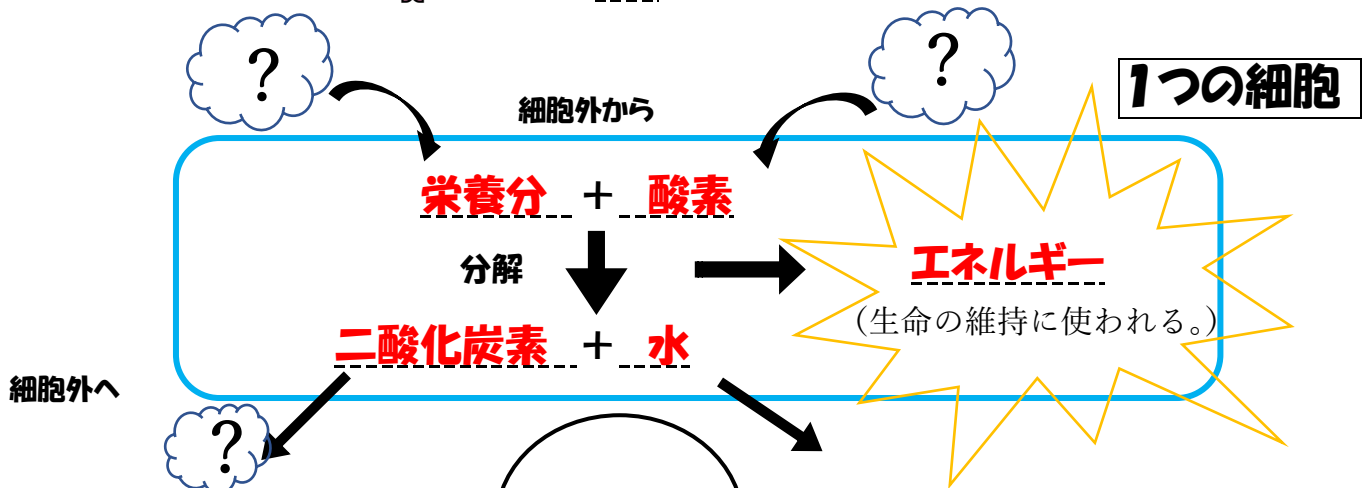 ?
?
1つの細胞
細胞外から
栄養分 + 酸素
分解
エネルギー
(生命の維持に使われる。)
二酸化炭素 + 水
細胞外へ
?